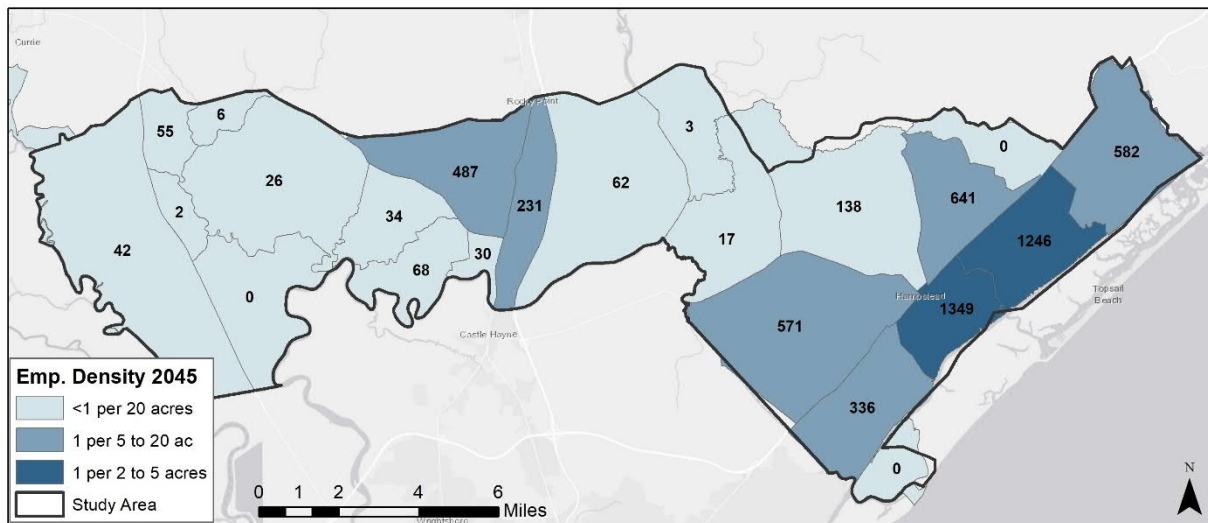 Currie
Rocky Point
6
55
3
0
582
487
26
62
641
231
138
2
34
17
1246
42
30
68
0
Topsail
Beach
Hampstead
1349
Castle Hayne
571
Emp. Density 2045
<1 per 20 acres
1 per 5 to 20 ac
1 per 2 to 5 acres
Study Area
336
0
N
0 1 2 4 6
Miles
Wrightsboro